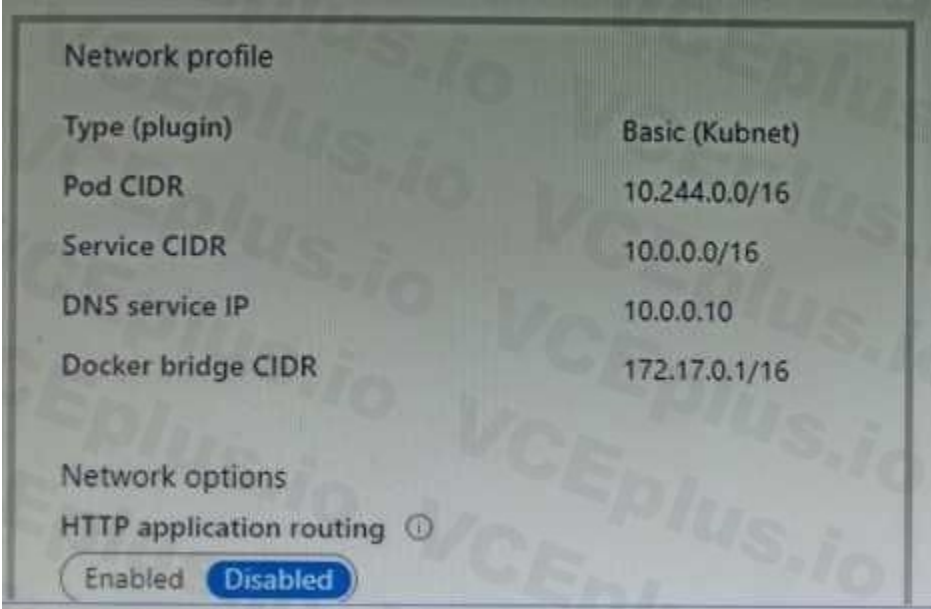 Network profile
Type (plugin) Basic (Kubnet)
Pod CIDR 10.244.0.0/16
Service CIDR 10.0.0.0/16
DNS service IP 10.0.0.10
Docker bridge CIDR 172.17.0.1/16
Network options
HTTP application routing
Enabled Disabled
VCEplus.io